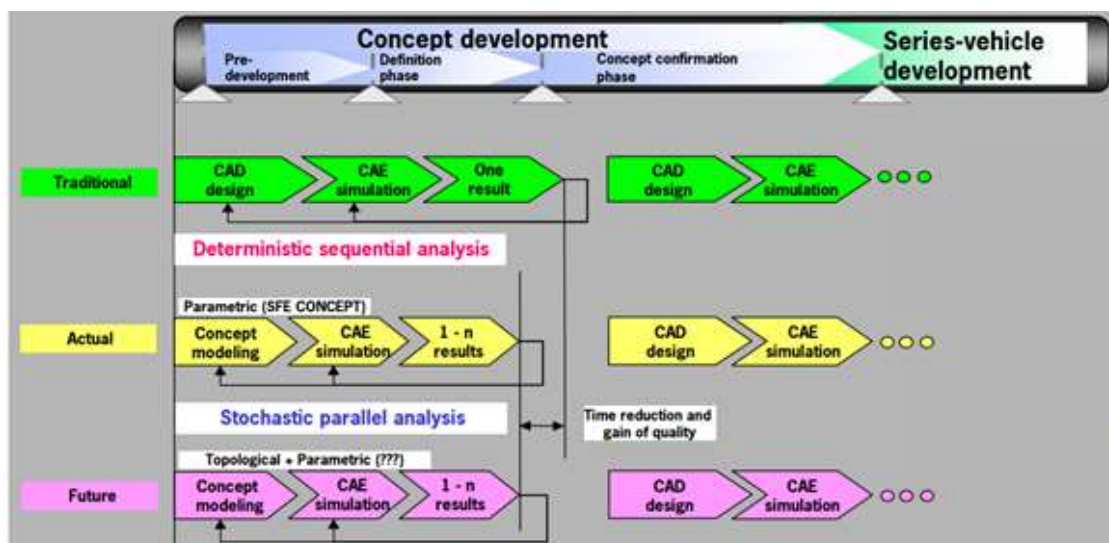 Concept development
Series-vehicle
development
Pre-
development
Definition
phase
Concept confirmation
phase
Traditional
CAD
design
CAE
simulation
One
result
CAD
design
CAE
simulation
Deterministic sequential analysis
Parametric (SFE CONCEPT)
Actual
Concept
modeling
CAE
simulation
1 - n
results
CAD
design
CAE
simulation
Stochastic parallel analysis
Time reduction and
gain of quality
Topological + Parametric (???)
Future
Concept
modeling
CAE
simulation
1 - n
results
CAD
design
CAE
simulation